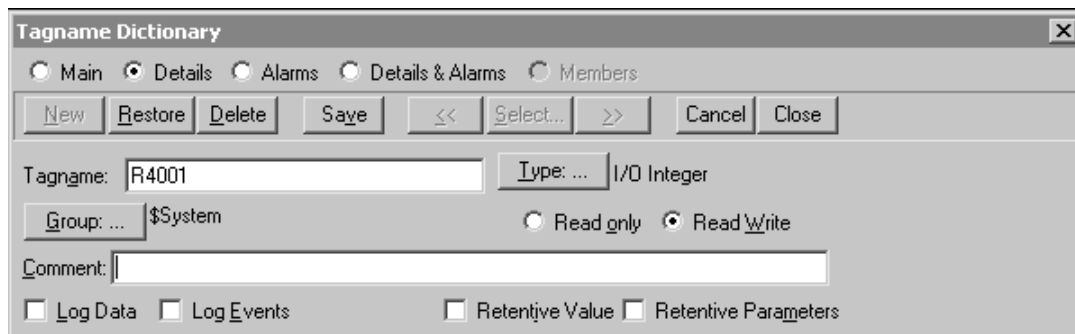 Tagname Dictionary
Main Details Alarms Details & Alarms Members
New Restore Delete Save << Select... >> Cancel Close
Tagname: R4001 Type: ... I/O Integer
Group: ... $System Read only Read Write
Comment:
Log Data Log Events Retentive Value Retentive Parameters